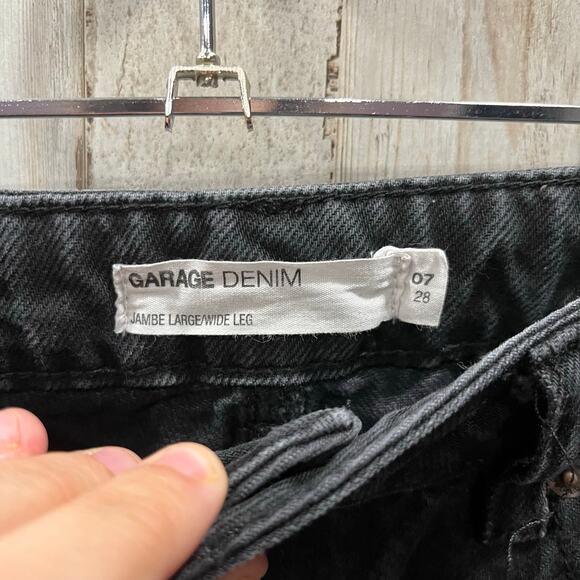 GARAGE DENIM
JAMBE LARGE/WIDE LEG
07
28